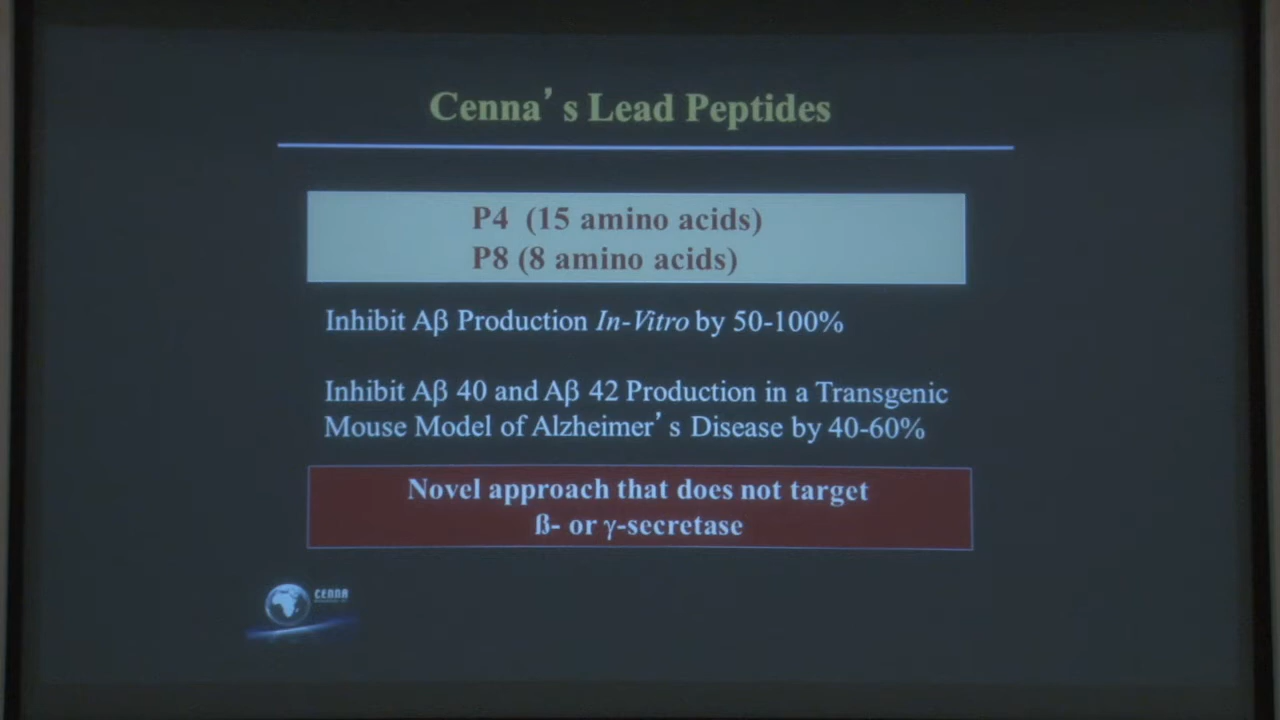 Cenna’s Lead Peptides
P4 (15 amino acids)
P8 (8 amino acids)
Inhibit Aβ Production In-Vitro by 50-100%
Inhibit Aβ 40 and Aβ 42 Production in a Transgenic
Mouse Model of Alzheimer’s Disease by 40-60%
Novel approach that does not target
ß- or γ-secretase
CENNA